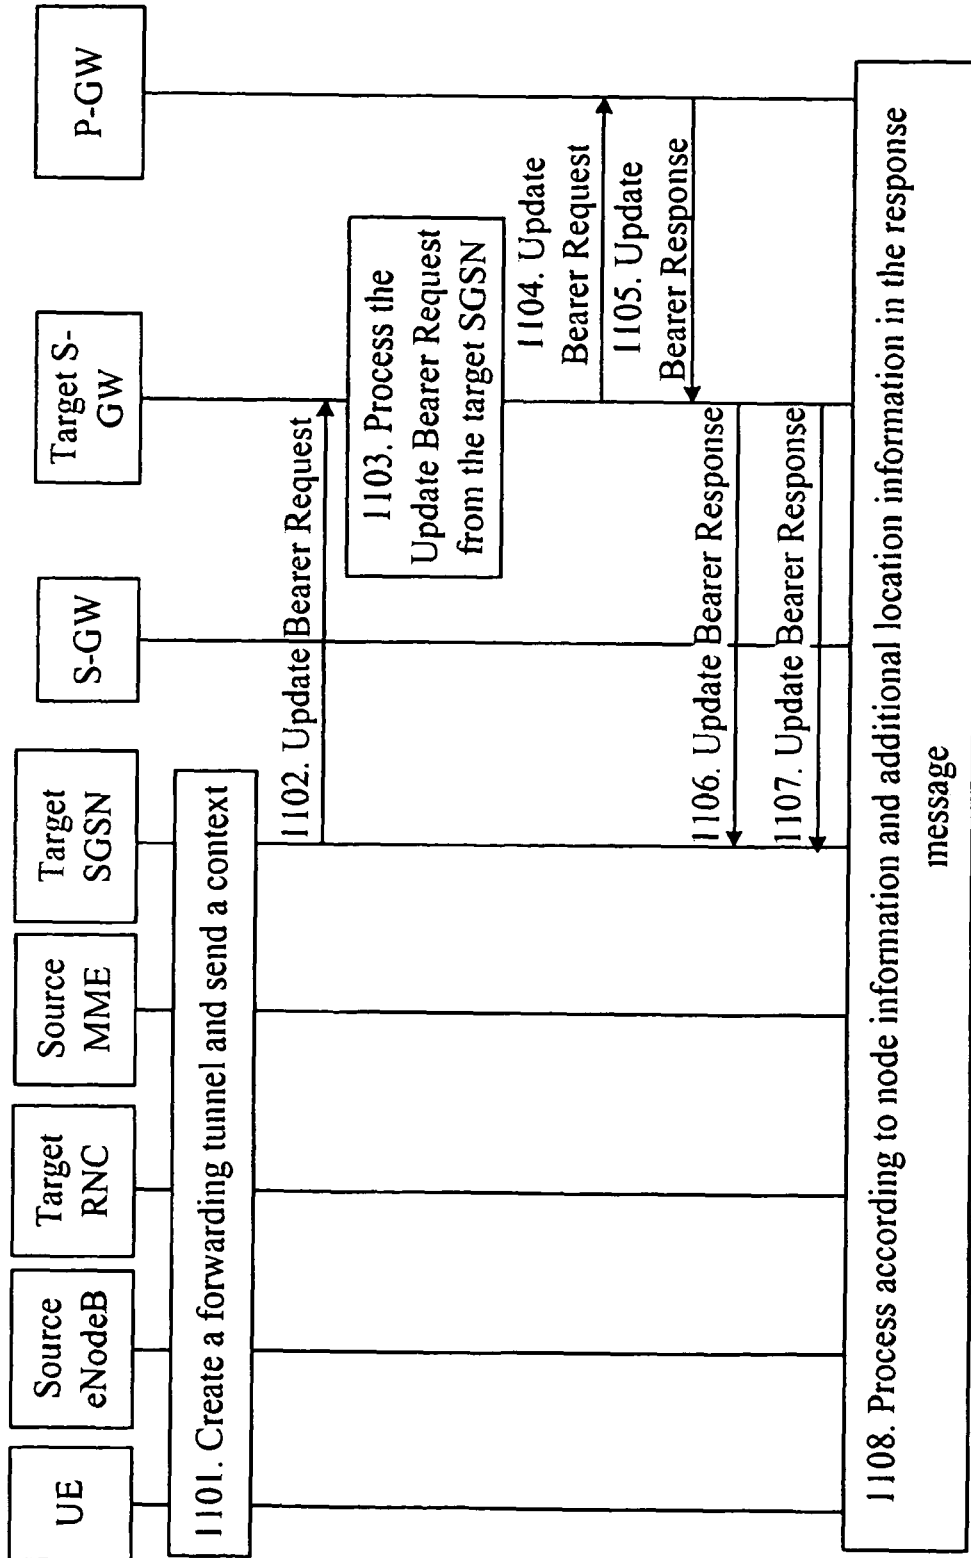 UE
Source
eNodeB
Target
RNC
Source
MME
Target
SGSN
S-GW
Target S-
GW
P-GW
1101. Create a forwarding tunnel and send a context
1102. Update Bearer Request
1103. Process the
Update Bearer Request
from the target SGSN
1104. Update
Bearer Request
1105. Update
Bearer Response
1106. Update Bearer Response
1107. Update Bearer Response
1108. Process according to node information and additional location information in the response
message